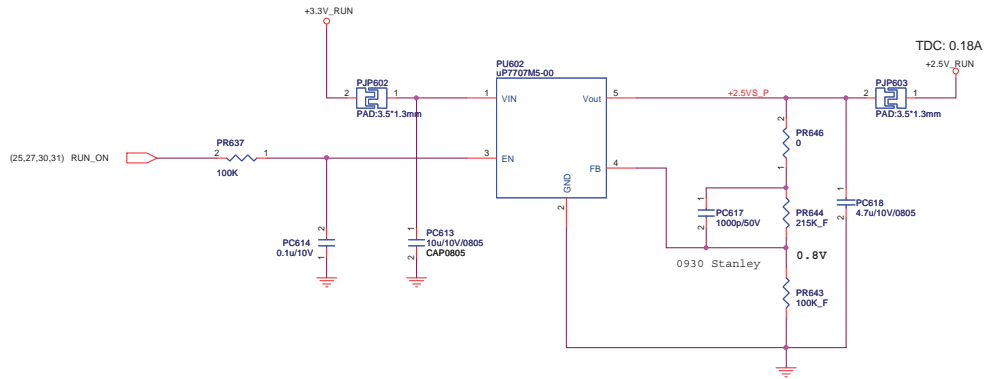 +3.3V_RUN
TDC: 0.18A
+2.5V_RUN
PJP602
2
1
PAD:3.5*1.3mm
PU602
uP7707M5-00
1
VIN
Vout
5
+2.5VS_P
PJP603
2
1
PAD:3.5*1.3mm
2
PR646
0
1
(25,27,30,31) RUN_ON
PR637
2
1
100K
3
EN
FB
4
GND
2
1
PC617
1000p/50V
2
PR644
215K_F
1
PC618
4.7u/10V/0805
2
2
PC614
0.1u/10V
1
1
PC613
10u/10V/0805
2
CAP0805
0930 Stanley
0.8V
PR643
100K_F